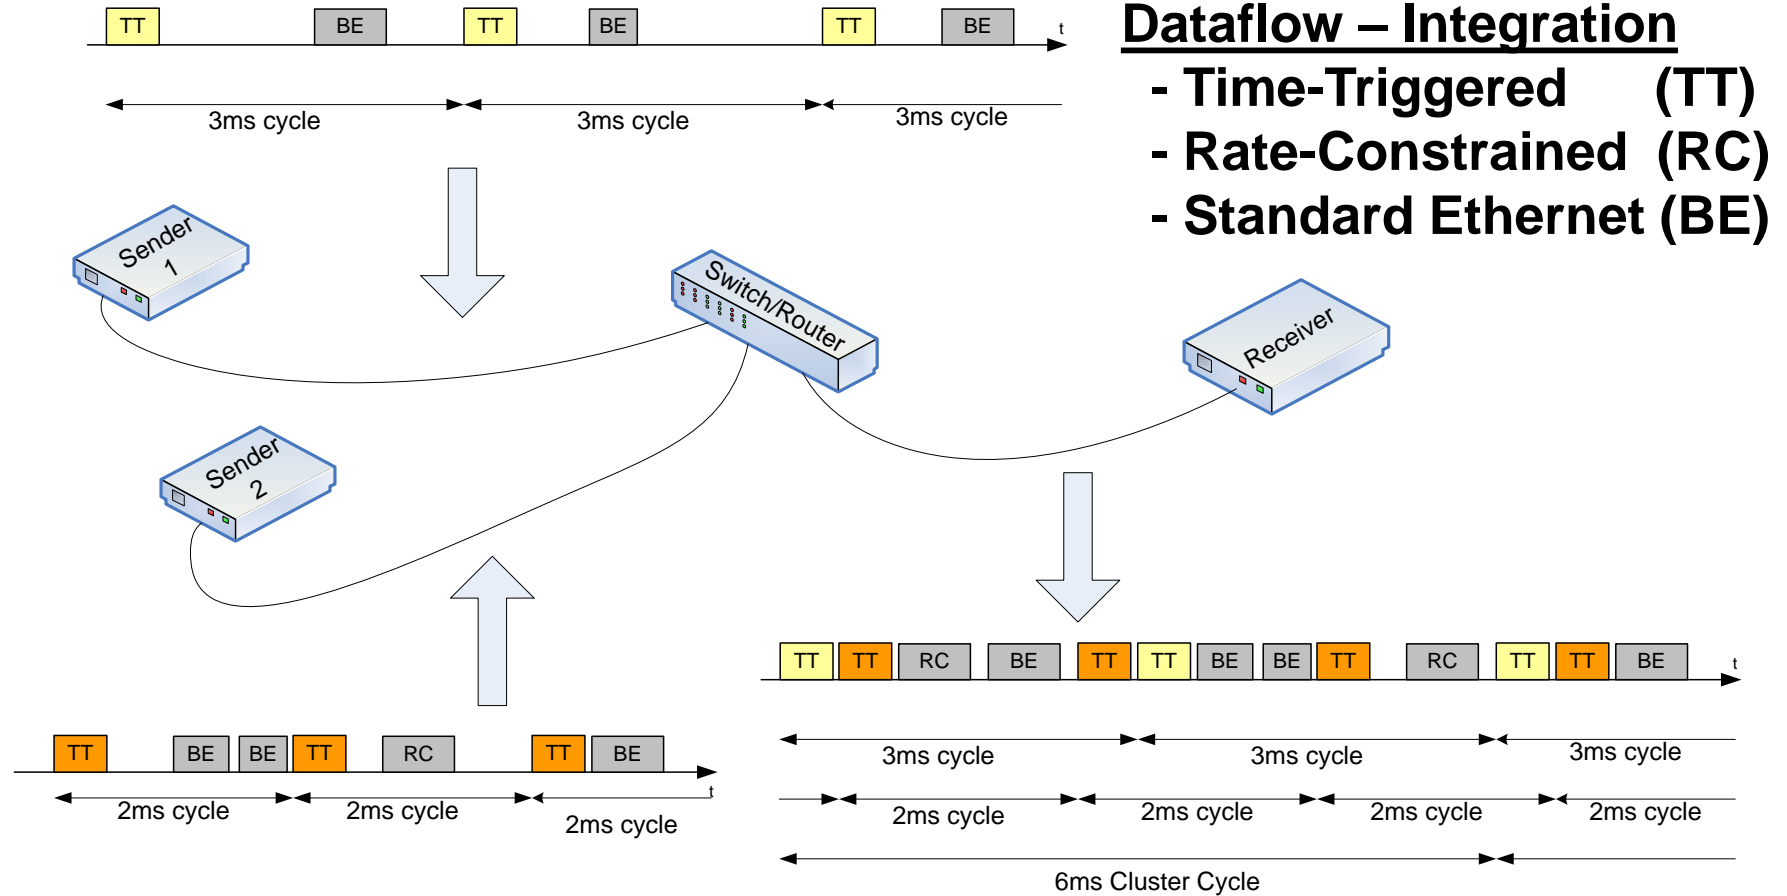 TT BE TT BE TT BE t
3ms cycle 3ms cycle 3ms cycle
Dataflow – Integration
- Time-Triggered (TT)
- Rate-Constrained (RC)
- Standard Ethernet (BE)
Sender
1
Switch/Router
Receiver
Sender
2
TT TT RC BE TT TT BE BE TT RC TT TT BE t
3ms cycle 3ms cycle 3ms cycle
2ms cycle 2ms cycle 2ms cycle 2ms cycle
6ms Cluster Cycle
TT BE BE TT RC TT BE t
2ms cycle 2ms cycle 2ms cycle